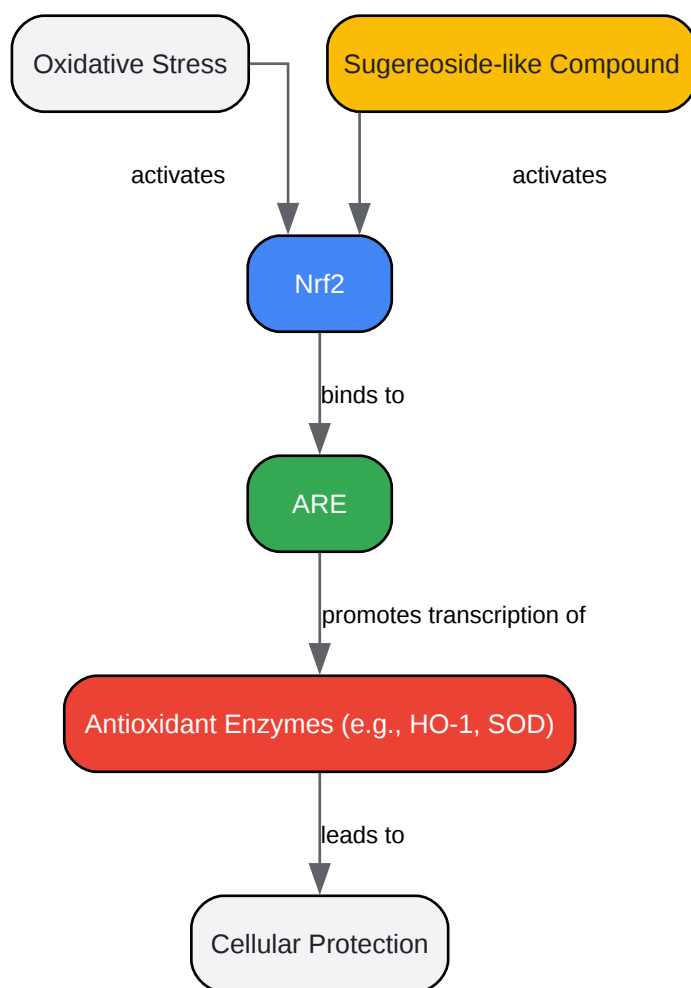 Oxidative Stress
Sugereoside-like Compound
activates
activates
Nrf2
binds to
ARE
promotes transcription of
Antioxidant Enzymes (e.g., HO-1, SOD)
leads to
Cellular Protection